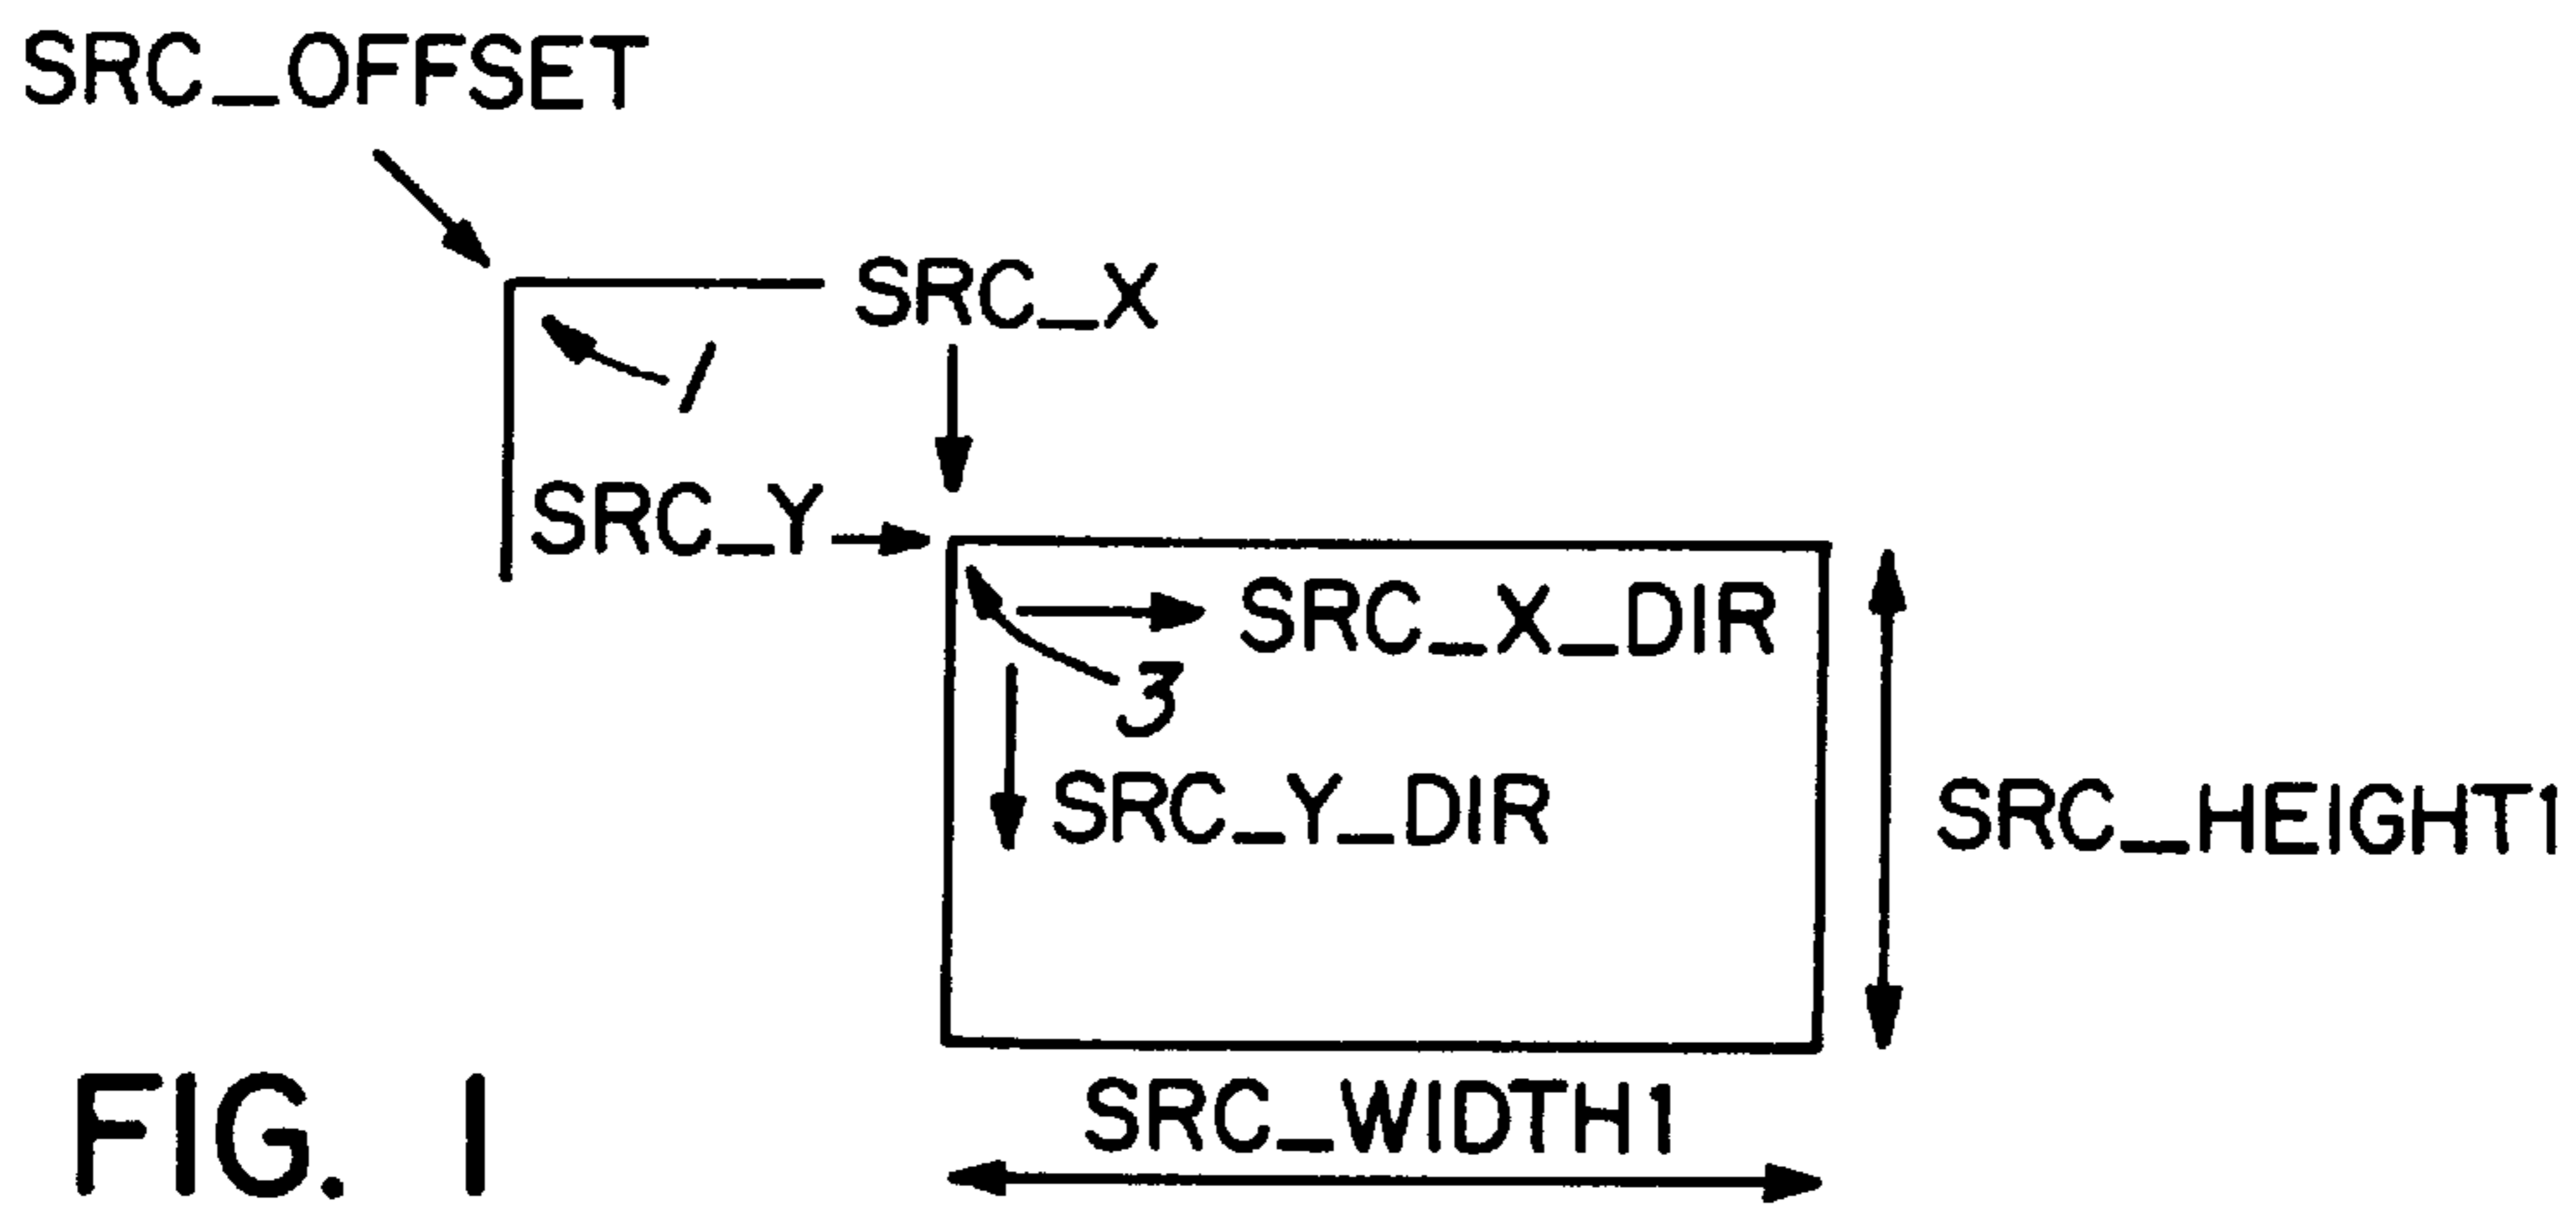 SRC_OFFSET
SRC_X
1
SRC_Y
SRC_X_DIR
3
SRC_Y_DIR
SRC_HEIGHT1
SRC_WIDTH1
FIG. 1